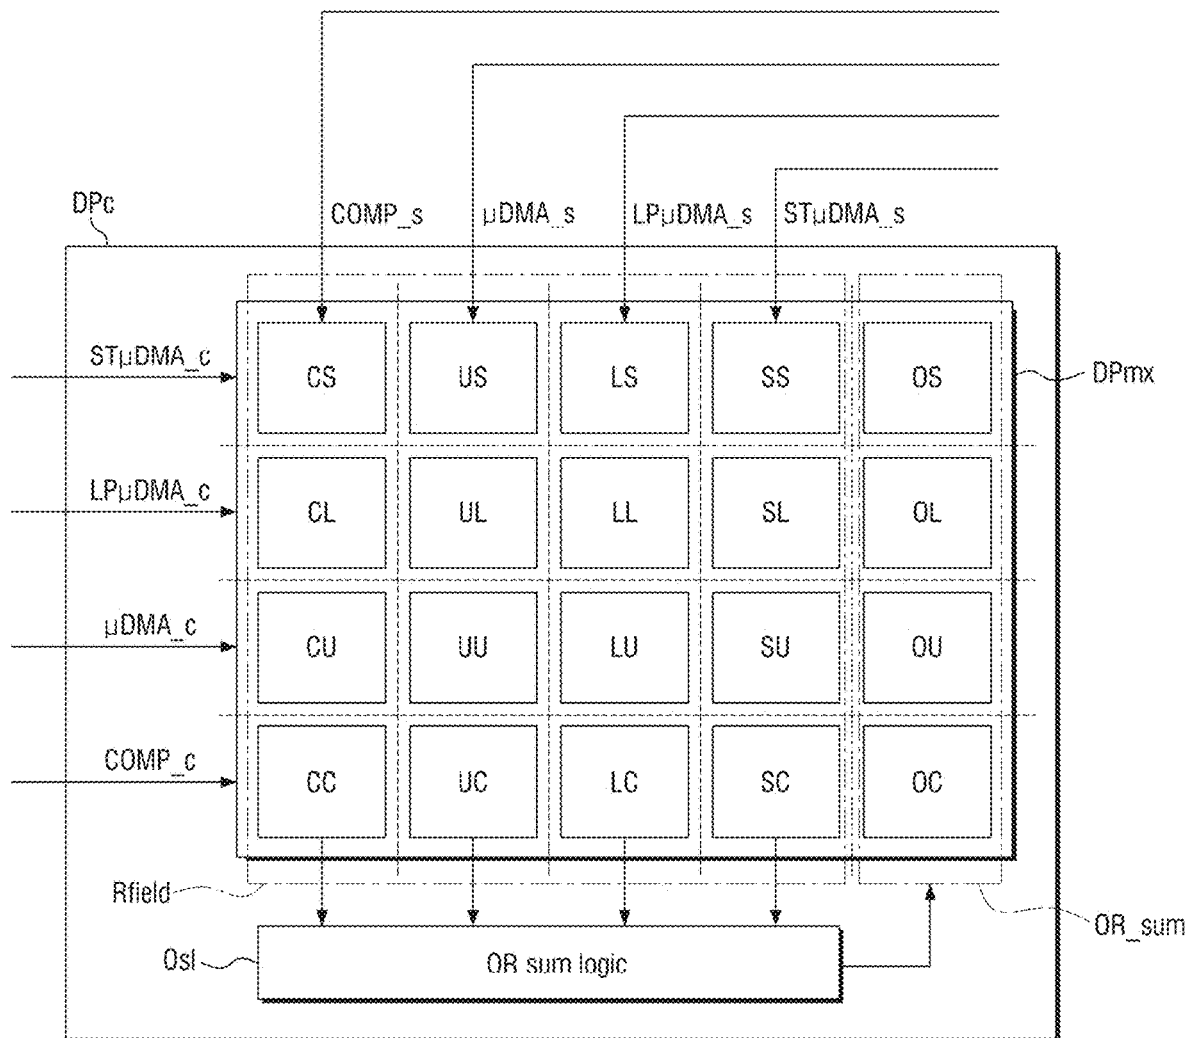 DPc
COMP_s
μDMA_s
LPμDMA_s
STμDMA_s
STμDMA_c
CS
US
LS
SS
OS
DPmx
LPμDMA_c
CL
UL
LL
SL
OL
μDMA_c
CU
UU
LU
SU
OU
COMP_c
CC
UC
LC
SC
OC
Rfield
OR_sum
Osl
OR sum logic